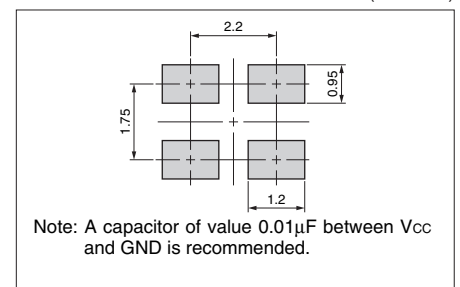 2.2
0.95
1.75
1.2
Note: A capacitor of value 0.01μF between Vcc
and GND is recommended.